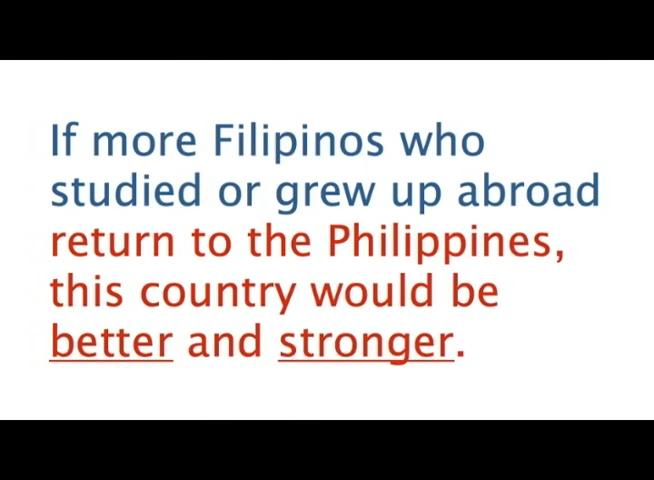 If more Filipinos who
studied or grew up abroad
return to the Philippines,
this country would be
better and stronger.